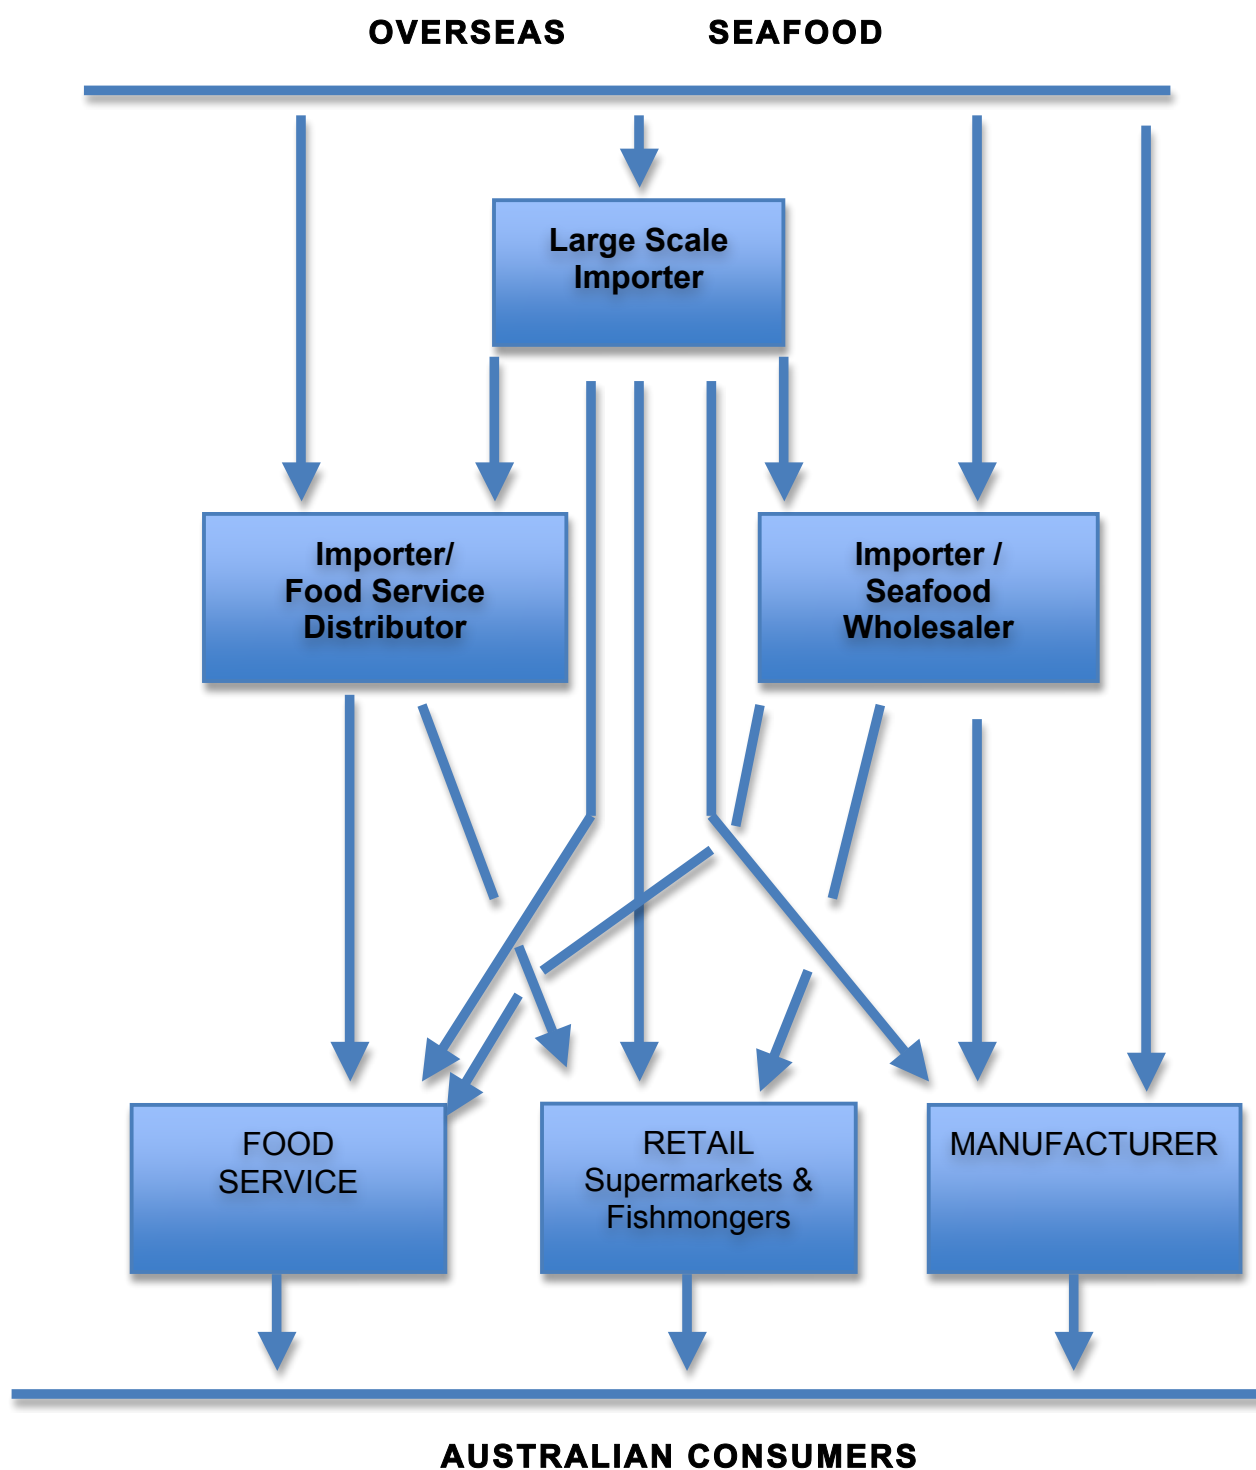 OVERSEAS SEAFOOD
Large Scale
Importer
Importer/
Food Service
Distributor
Importer /
Seafood
Wholesaler
FOOD
SERVICE
RETAIL
Supermarkets &
Fishmongers
MANUFACTURER
AUSTRALIAN CONSUMERS